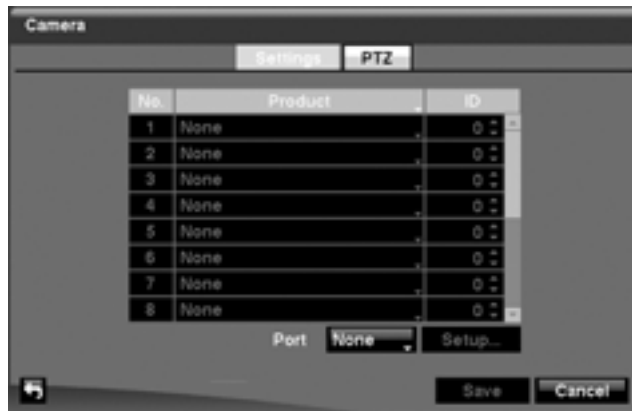 Camera
Settings PTZ
No. Product ID
1 None 0
2 None 0
3 None 0
4 None 0
5 None 0
6 None 0
7 None 0
8 None 0
Port None Setup...
Save Cancel